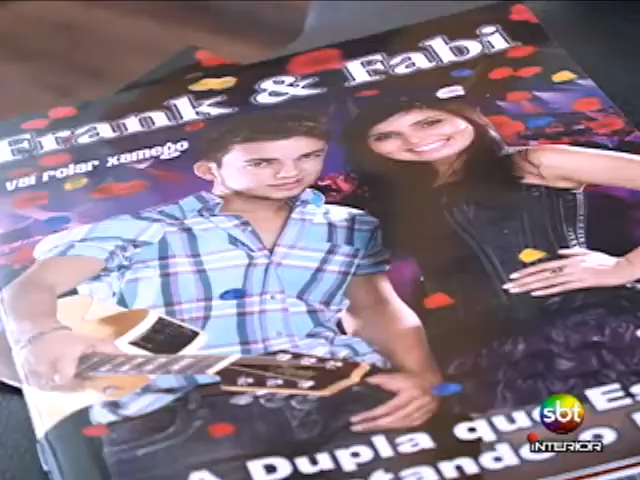 Frank & Fabi
vai rolar xamego
A Dupla que
sbt
INTERIOR